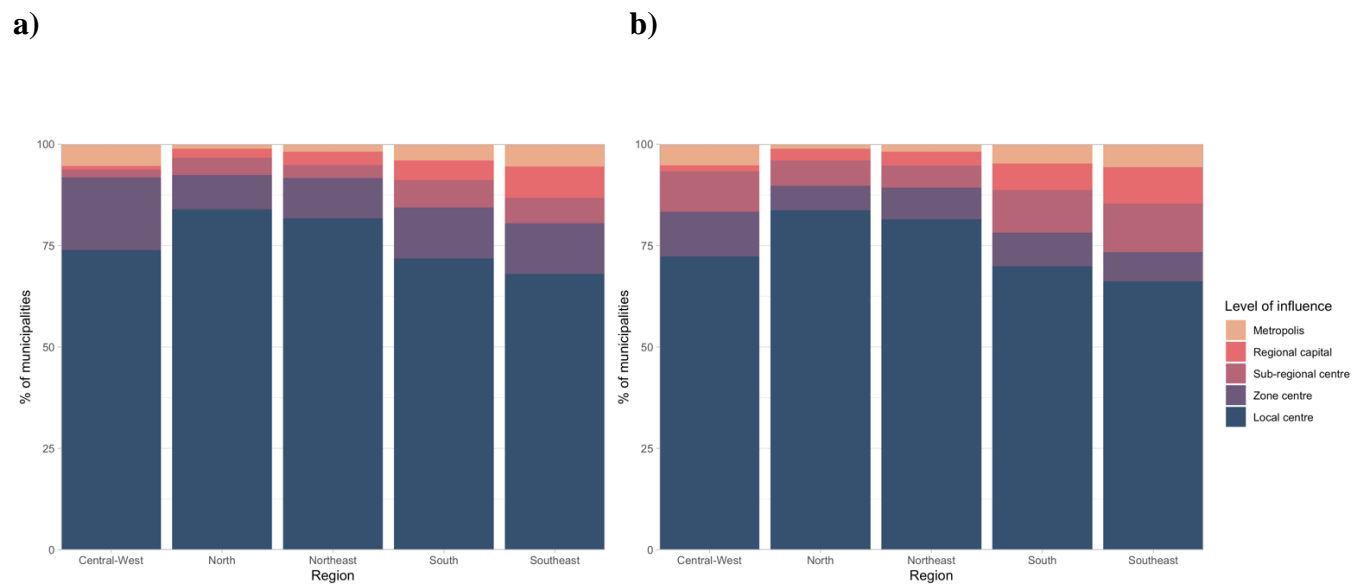 a)
b)
% of municipalities
100
75
50
25
0
Central-West
North
Northeast
South
Southeast
Region
% of municipalities
100
75
50
25
0
Central-West
North
Northeast
South
Southeast
Region
Level of influence
Metropolis
Regional capital
Sub-regional centre
Zone centre
Local centre